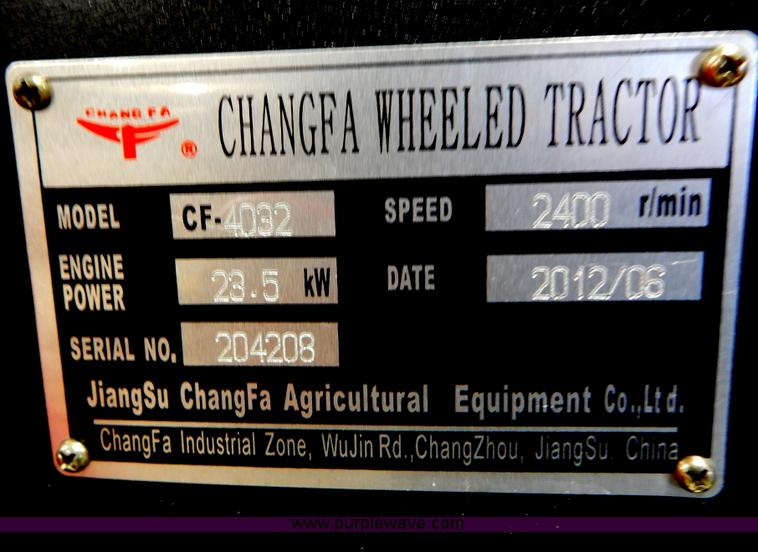 CHANG FA
®
CHANGFA WHEELED TRACTOR
MODEL CF-4032 SPEED 2400 r/min
ENGINE POWER 23.5 kW DATE 2012/06
SERIAL NO. 204208
JiangSu ChangFa Agricultural Equipment Co.,Ltd.
ChangFa Industrial Zone, WuJin Rd.,ChangZhou, JiangSu. China
www.purplewave.com